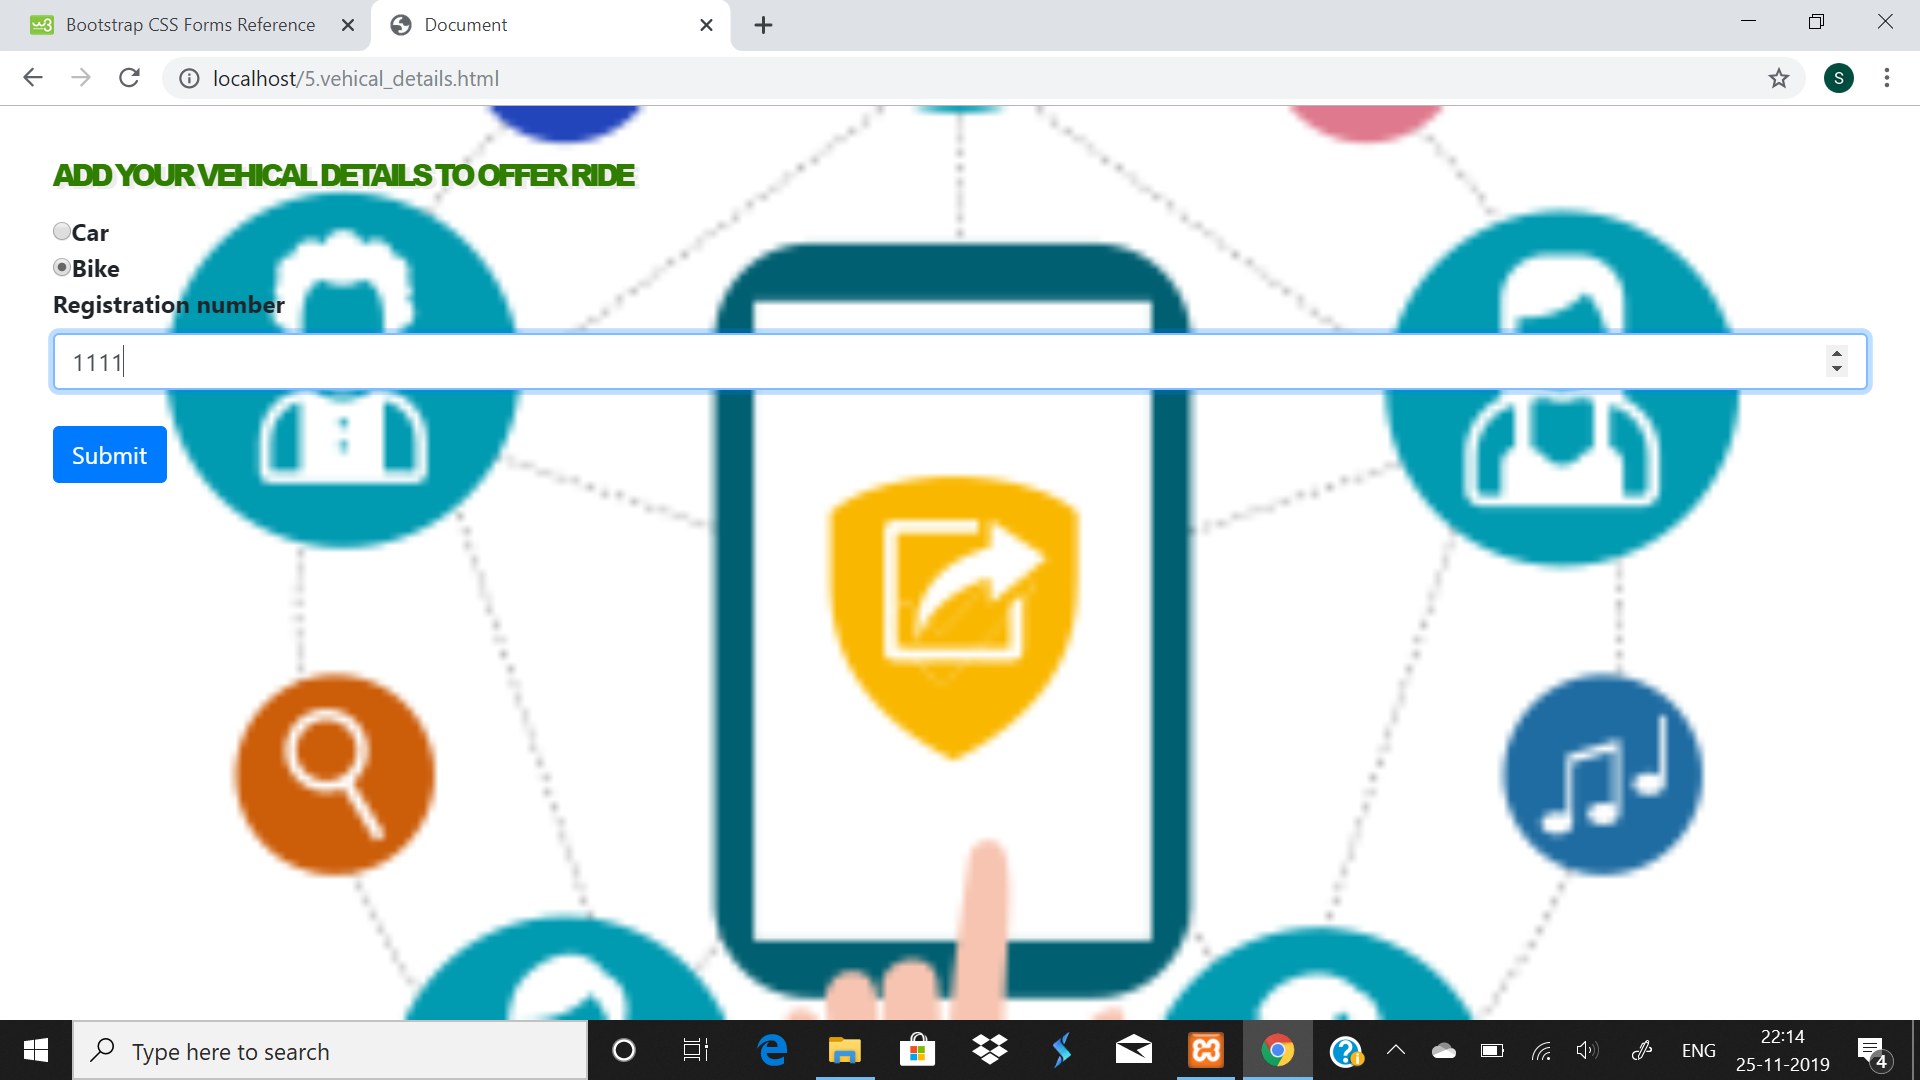 Bootstrap CSS Forms Reference
Document
localhost/5.vehical_details.html
S
ADD YOUR VEHICAL DETAILS TO OFFER RIDE
Car
Bike
Registration number
1111
Submit
Type here to search
ENG
22:14
25-11-2019
4